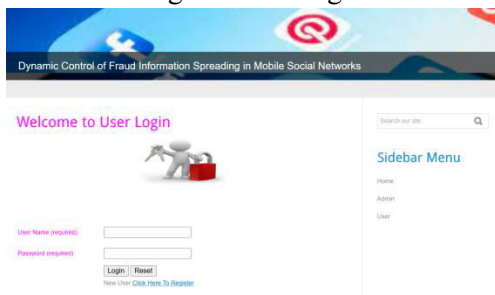 Dynamic Control of Fraud Information Spreading in Mobile Social Networks
Welcome to User Login
Search our site
Sidebar Menu
Home
Admin
User
User Name (required)
Password (required)
Login Reset
New User Click Here To Register